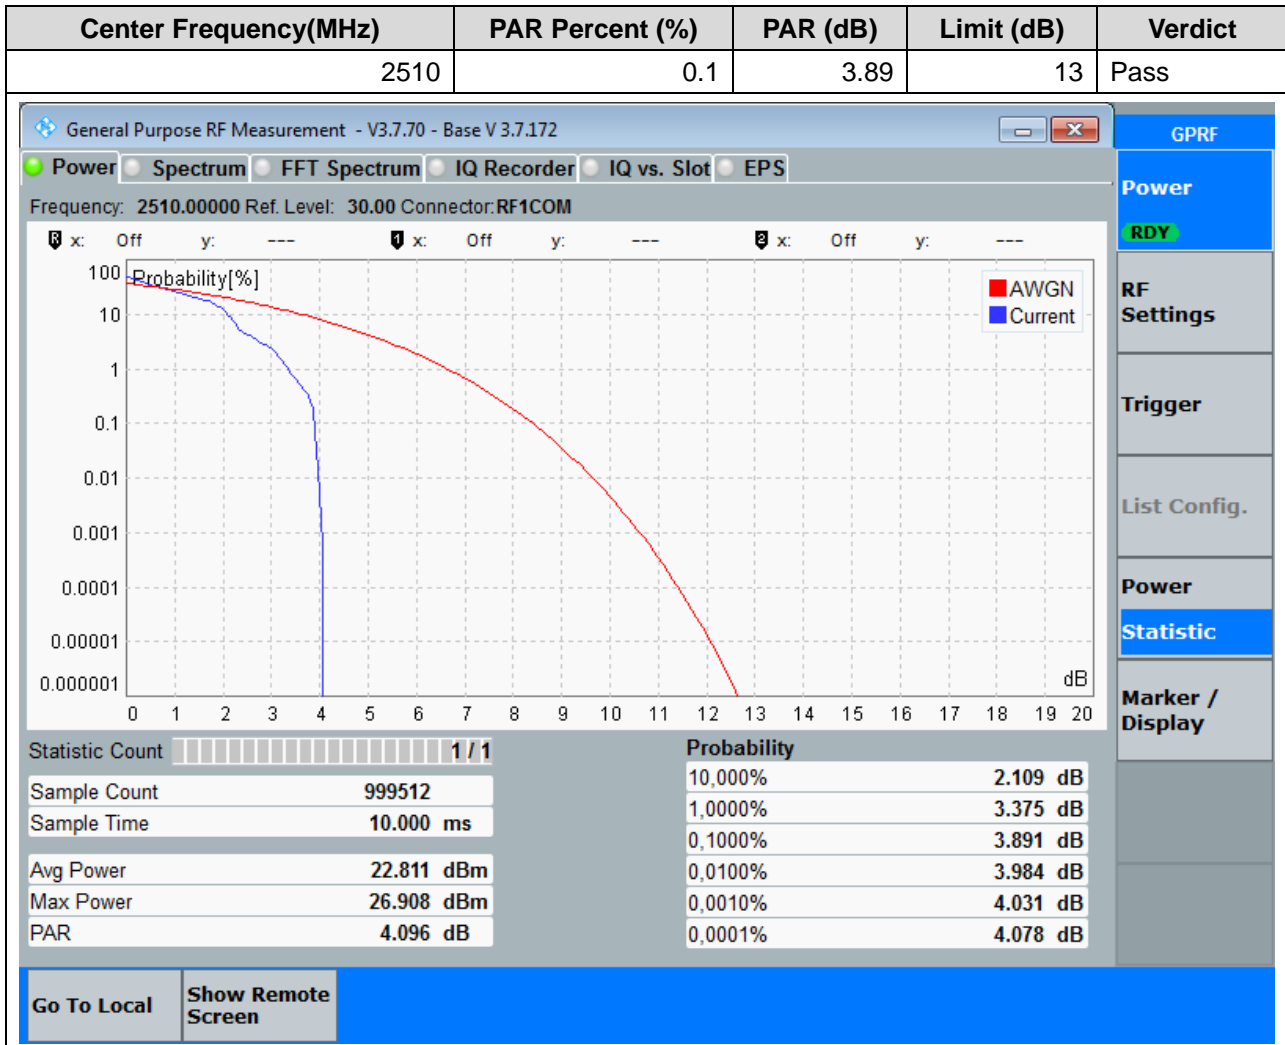 Center Frequency(MHz) PAR Percent (%) PAR (dB) Limit (dB) Verdict
2510 0.1 3.89 13 Pass
General Purpose RF Measurement - V3.7.70 - Base V 3.7.172
GPRF
Power Spectrum FFT Spectrum IQ Recorder IQ vs. Slot EPS
Frequency: 2510.00000 Ref. Level: 30.00 Connector:RF1COM
R x: Off y: --- 1 x: Off y: --- 2 x: Off y: ---
Probability[%]
100
10
1
0.1
0.01
0.001
0.0001
0.00001
0.000001
AWGN
Current
dB
0 1 2 3 4 5 6 7 8 9 10 11 12 13 14 15 16 17 18 19 20
Statistic Count 1 / 1
Sample Count 999512
Sample Time 10.000 ms
Avg Power 22.811 dBm
Max Power 26.908 dBm
PAR 4.096 dB
Probability
10,000% 2.109 dB
1,0000% 3.375 dB
0,1000% 3.891 dB
0,0100% 3.984 dB
0,0010% 4.031 dB
0,0001% 4.078 dB
Power
RDY
RF
Settings
Trigger
List Config.
Power
Statistic
Marker /
Display
Go To Local
Show Remote
Screen